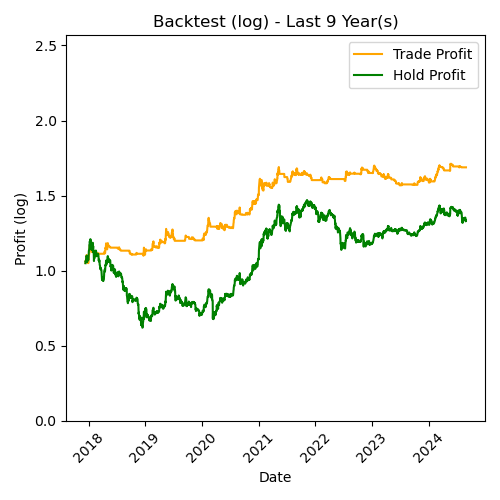 Backtest (log) - Last 9 Year(s)
Trade Profit
Hold Profit
Profit (log)
2.5
2.0
1.5
1.0
0.5
0.0
2018
2019
2020
2021
2022
2023
2024
Date